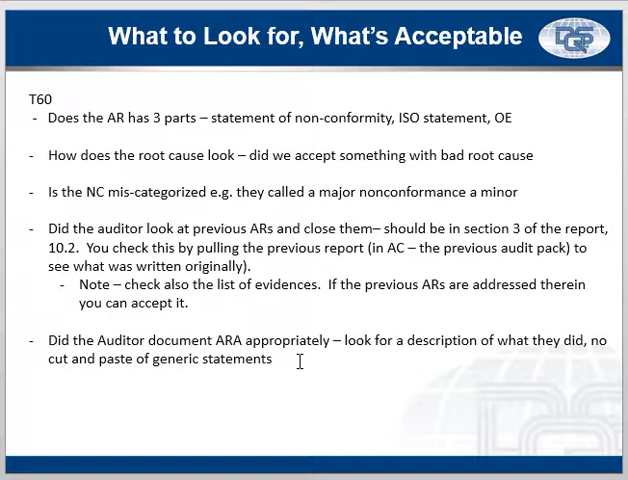 What to Look for, What's Acceptable
T60
- Does the AR has 3 parts – statement of non-conformity, ISO statement, OE
- How does the root cause look – did we accept something with bad root cause
- Is the NC mis-categorized e.g. they called a major nonconformance a minor
- Did the auditor look at previous ARs and close them– should be in section 3 of the report,
10.2.  You check this by pulling the previous report (in AC – the previous audit pack) to
see what was written originally).
- Note – check also the list of evidences.  If the previous ARs are addressed therein
you can accept it.
- Did the Auditor document ARA appropriately – look for a description of what they did, no
cut and paste of generic statements